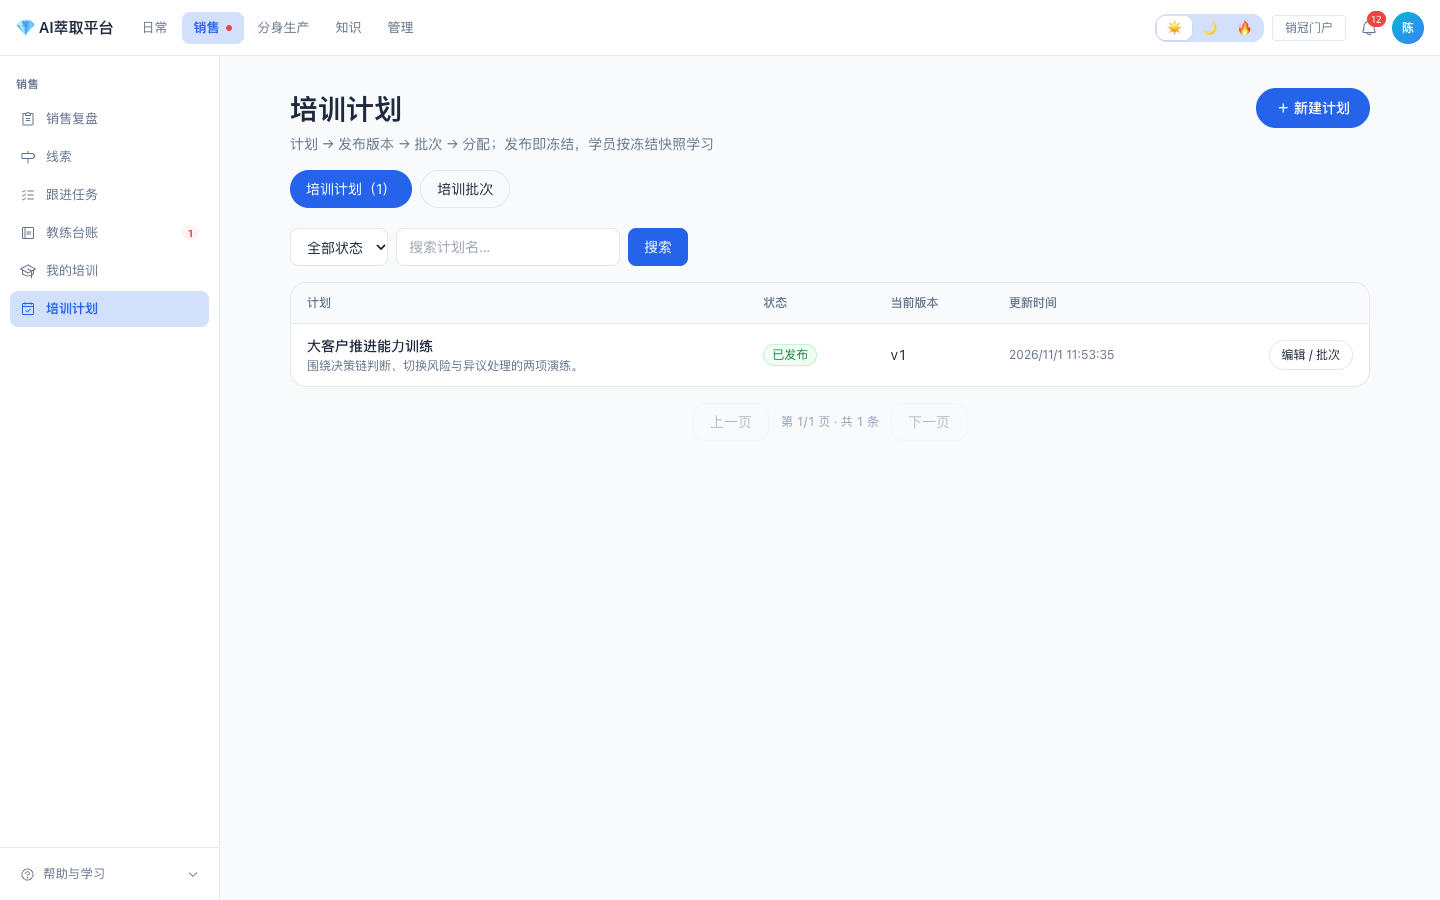 AI萃取平台
日常
销售
分身生产
知识
管理
销冠门户
12
陈
销售
销售复盘
线索
跟进任务
教练台账
1
我的培训
培训计划
帮助与学习
培训计划
+ 新建计划
计划 → 发布版本 → 批次 → 分配；发布即冻结，学员按冻结快照学习
培训计划（1）
培训批次
全部状态
搜索计划名...
搜索
计划
状态
当前版本
更新时间
大客户推进能力训练
围绕决策链判断、切换风险与异议处理的两项演练。
已发布
v1
2026/11/1 11:53:35
编辑 / 批次
上一页
第 1/1 页 · 共 1 条
下一页